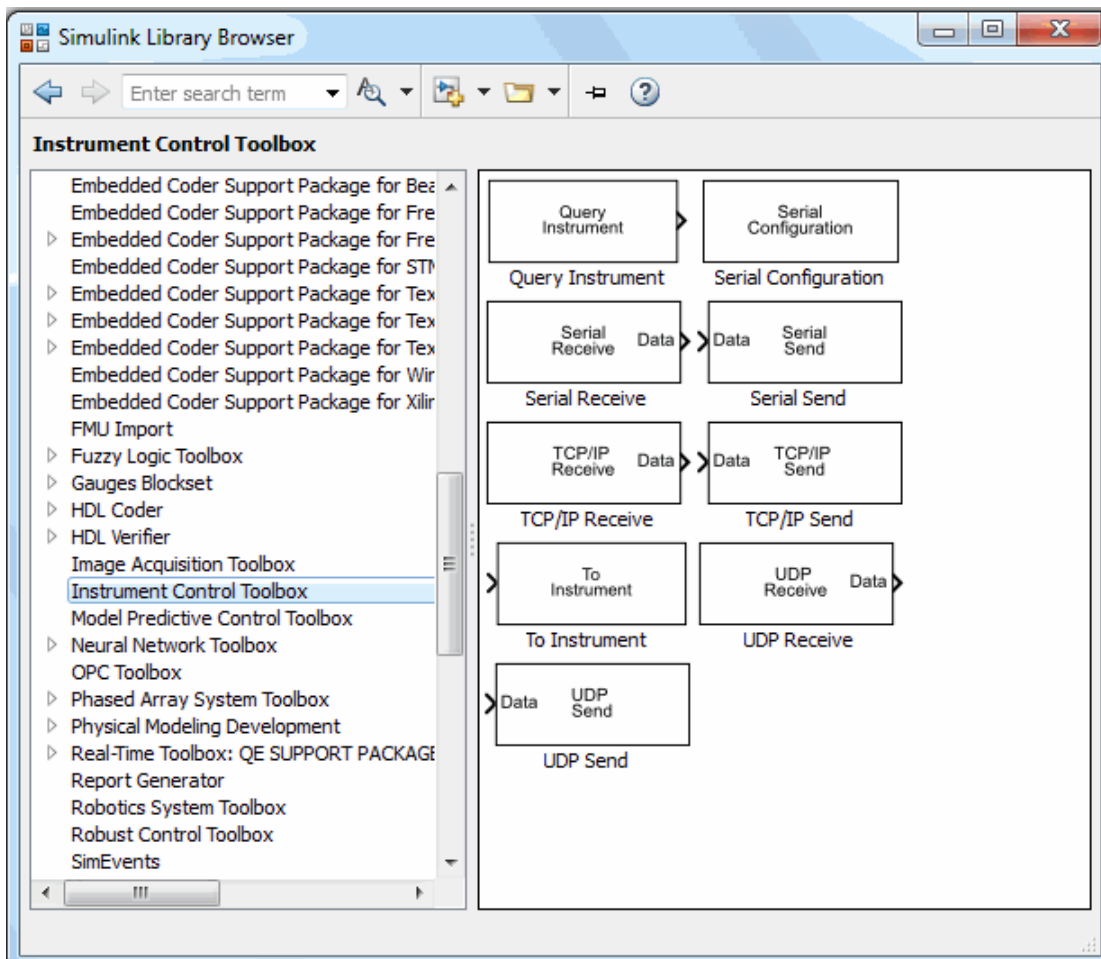 Simulink Library Browser
Enter search term
Instrument Control Toolbox
Embedded Coder Support Package for Bea
Embedded Coder Support Package for Fre
Embedded Coder Support Package for Fre
Embedded Coder Support Package for STM
Embedded Coder Support Package for Tex
Embedded Coder Support Package for Tex
Embedded Coder Support Package for Tex
Embedded Coder Support Package for Wir
Embedded Coder Support Package for Xilin
FMU Import
Fuzzy Logic Toolbox
Gauges Blockset
HDL Coder
HDL Verifier
Image Acquisition Toolbox
Instrument Control Toolbox
Model Predictive Control Toolbox
Neural Network Toolbox
OPC Toolbox
Phased Array System Toolbox
Physical Modeling Development
Real-Time Toolbox: QE SUPPORT PACKAGE
Report Generator
Robotics System Toolbox
Robust Control Toolbox
SimEvents
Query
Instrument
Query Instrument
Serial
Configuration
Serial Configuration
Serial
Receive
Data
Serial Receive
Data
Serial
Send
Serial Send
TCP/IP
Receive
Data
TCP/IP Receive
Data
TCP/IP
Send
TCP/IP Send
To
Instrument
To Instrument
UDP
Receive
Data
UDP Receive
Data
UDP
Send
UDP Send